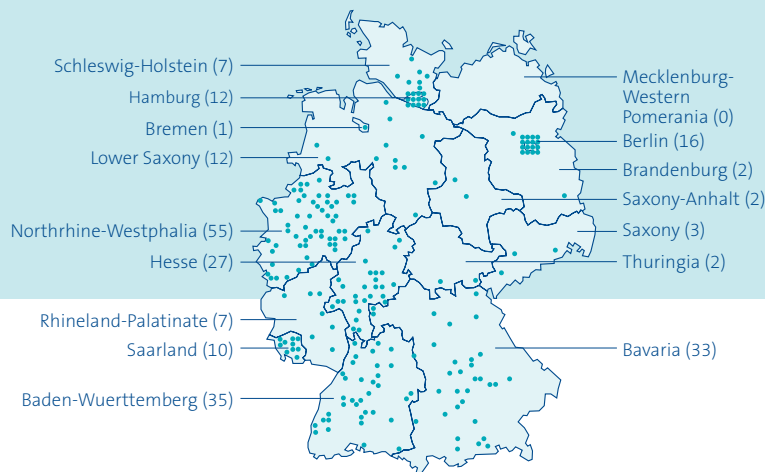 Schleswig-Holstein (7)
Hamburg (12)
Bremen (1)
Lower Saxony (12)
Northrhine-Westphalia (55)
Hesse (27)
Rhineland-Palatinate (7)
Saarland (10)
Baden-Wuerttemberg (35)
Mecklenburg-
Western
Pomerania (0)
Berlin (16)
Brandenburg (2)
Saxony-Anhalt (2)
Saxony (3)
Thuringia (2)
Bavaria (33)